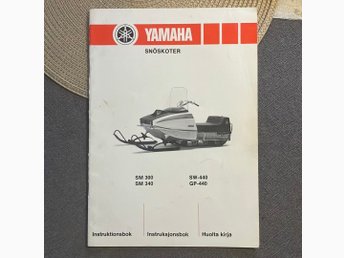 YAMAHA
SNÖSKOTER
SM 300 SW-440
SM 340 GP-440
Instruktionsbok Instruksjonsbok Huolto kirja